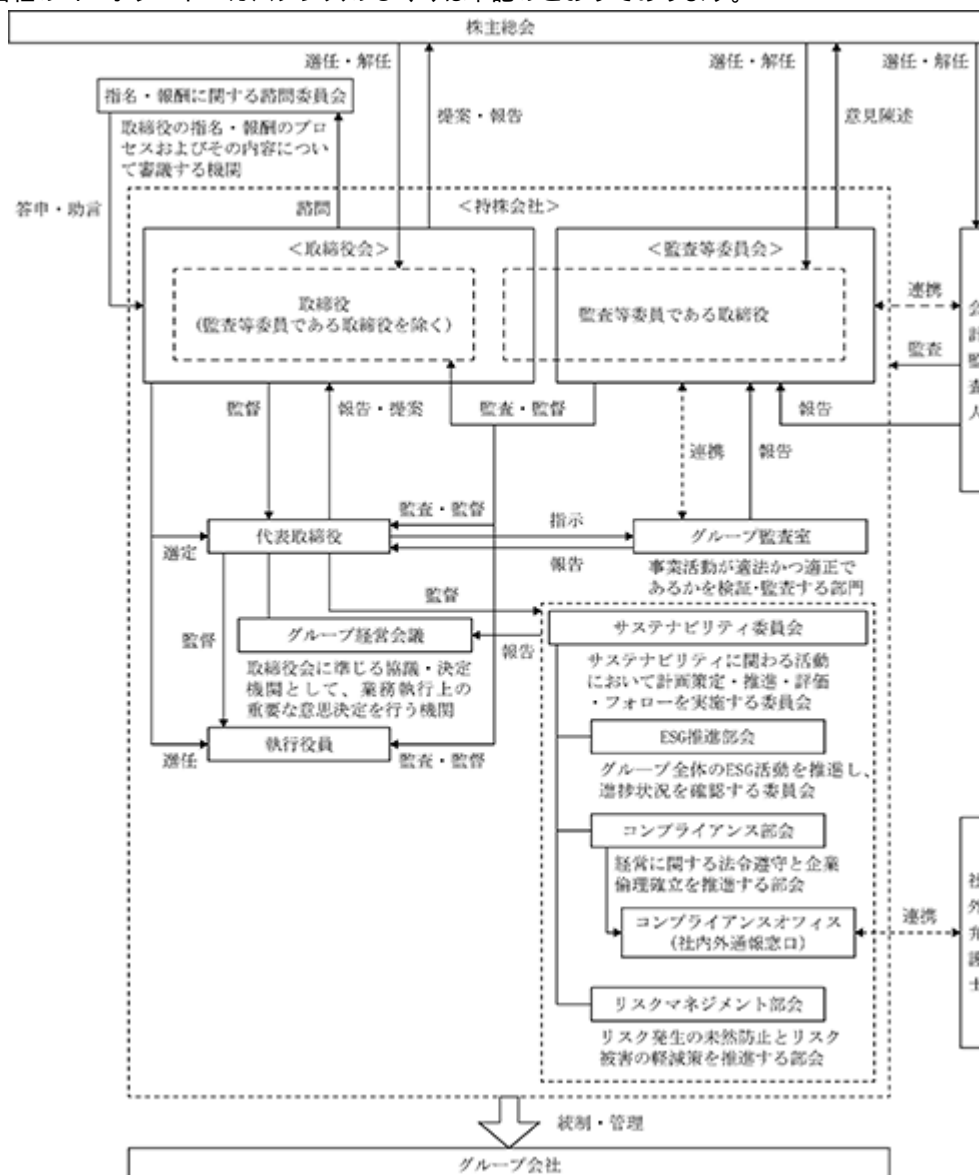 株主総会
選任・解任
選任・解任
選任・解任
指名・報酬に関する諮問委員会
提案・報告
意見陳述
取締役の指名・報酬のプロ
セスおよびその内容につい
て審議する機関
答申・助言
諮問
＜持株会社＞
＜取締役会＞
＜監査等委員会＞
取締役
(監査等委員である取締役を除く)
監査等委員である取締役
連携
会計監査人
監査
監督
報告・提案
監査・監督
報告
連携
報告
監査・監督
指示
代表取締役
グループ監査室
選定
報告
事業活動が適法かつ適正で
あるかを検証・監査する部門
監督
サステナビリティ委員会
監督
グループ経営会議
報告
取締役会に準じる協議・決定
機関として、業務執行上の
重要な意思決定を行う機関
サステナビリティに関わる活動
において計画策定・推進・評価
・フォローを実施する委員会
執行役員
ESG推進部会
選任
監査・監督
グループ全体のESG活動を推進し、
進捗状況を確認する委員会
コンプライアンス部会
経営に関する法令遵守と企業
倫理確立を推進する部会
コンプライアンスオフィス
(社内外通報窓口)
連携
社外弁護士
リスクマネジメント部会
リスク発生の未然防止とリスク
被害の軽減策を推進する部会
統制・管理
グループ会社